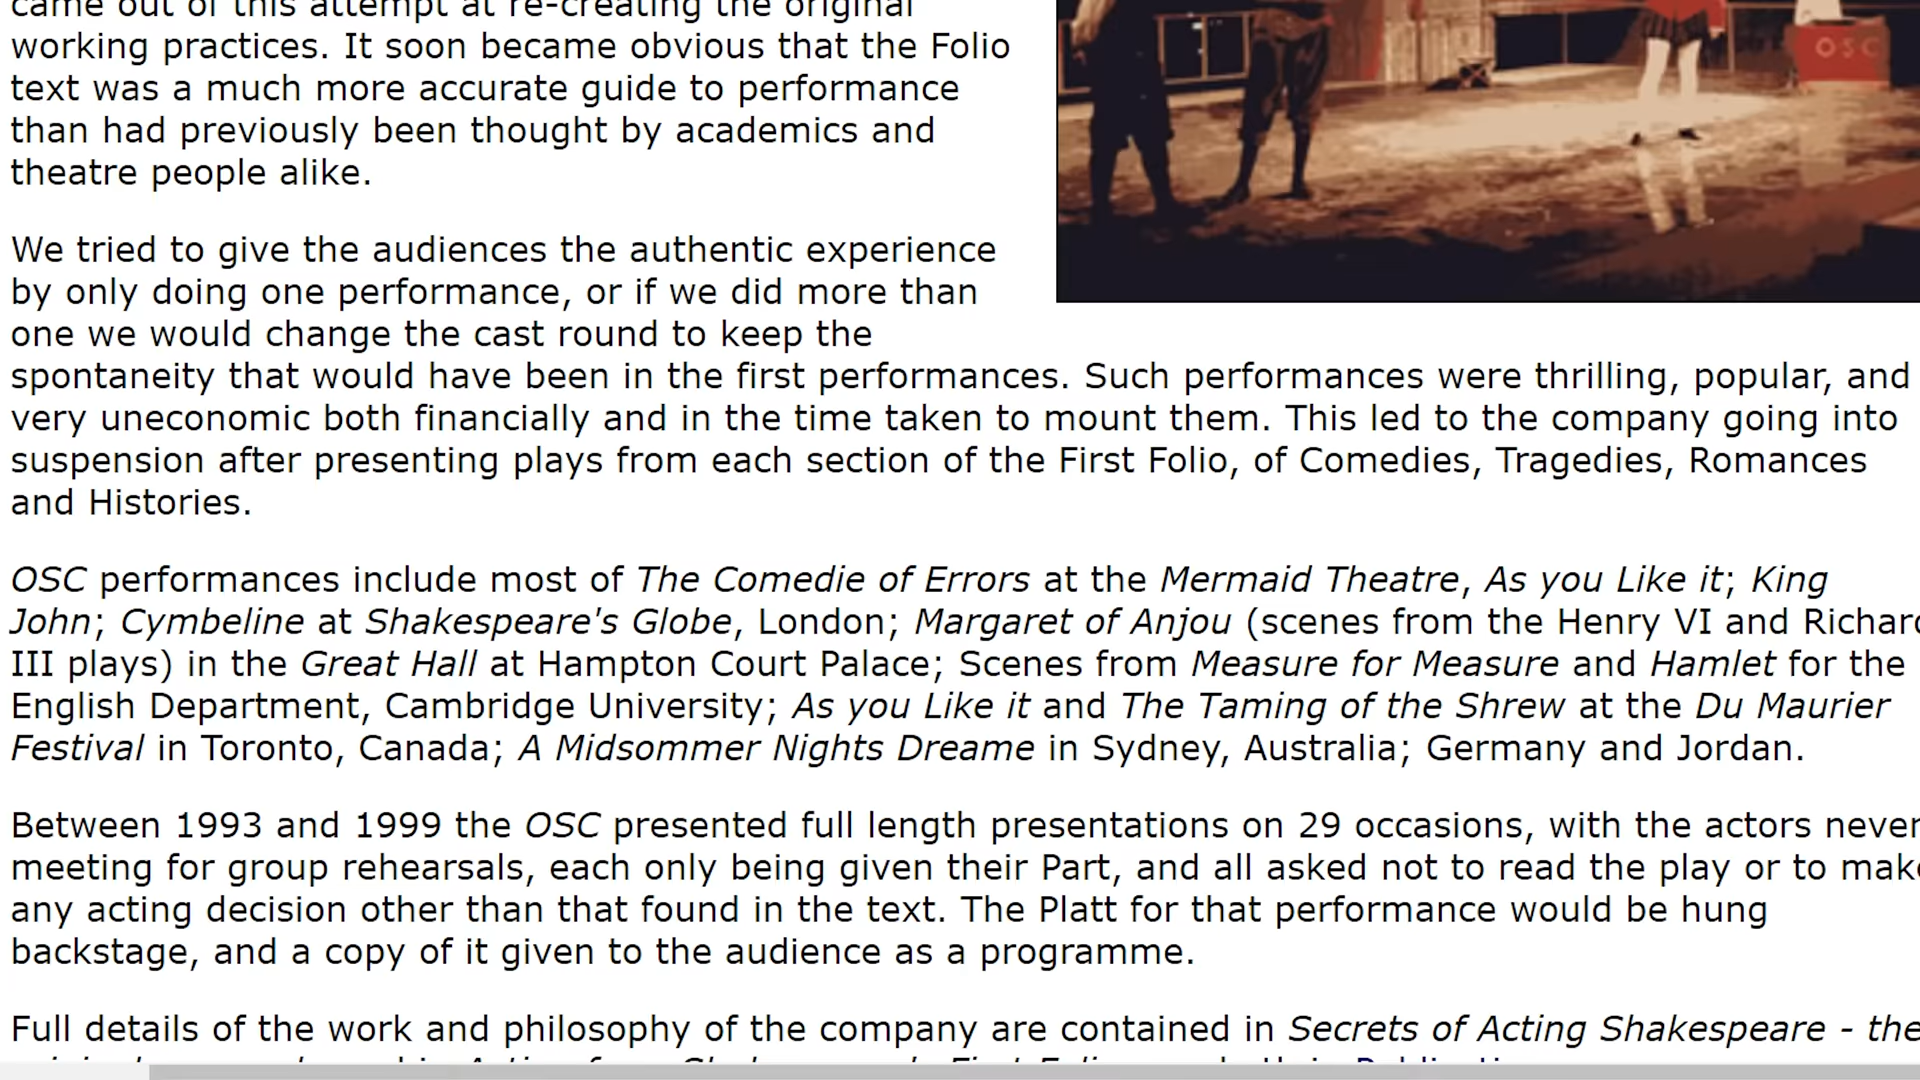 came out of this attempt at re-creating the original
working practices. It soon became obvious that the Folio
text was a much more accurate guide to performance
than had previously been thought by academics and
theatre people alike.
OSC
We tried to give the audiences the authentic experience
by only doing one performance, or if we did more than
one we would change the cast round to keep the
spontaneity that would have been in the first performances. Such performances were thrilling, popular, and
very uneconomic both financially and in the time taken to mount them. This led to the company going into
suspension after presenting plays from each section of the First Folio, of Comedies, Tragedies, Romances
and Histories.
OSC performances include most of The Comedie of Errors at the Mermaid Theatre, As you Like it; King
John; Cymbeline at Shakespeare's Globe, London; Margaret of Anjou (scenes from the Henry VI and Richard
III plays) in the Great Hall at Hampton Court Palace; Scenes from Measure for Measure and Hamlet for the
English Department, Cambridge University; As you Like it and The Taming of the Shrew at the Du Maurier
Festival in Toronto, Canada; A Midsommer Nights Dreame in Sydney, Australia; Germany and Jordan.
Between 1993 and 1999 the OSC presented full length presentations on 29 occasions, with the actors never
meeting for group rehearsals, each only being given their Part, and all asked not to read the play or to make
any acting decision other than that found in the text. The Platt for that performance would be hung
backstage, and a copy of it given to the audience as a programme.
Full details of the work and philosophy of the company are contained in Secrets of Acting Shakespeare - the